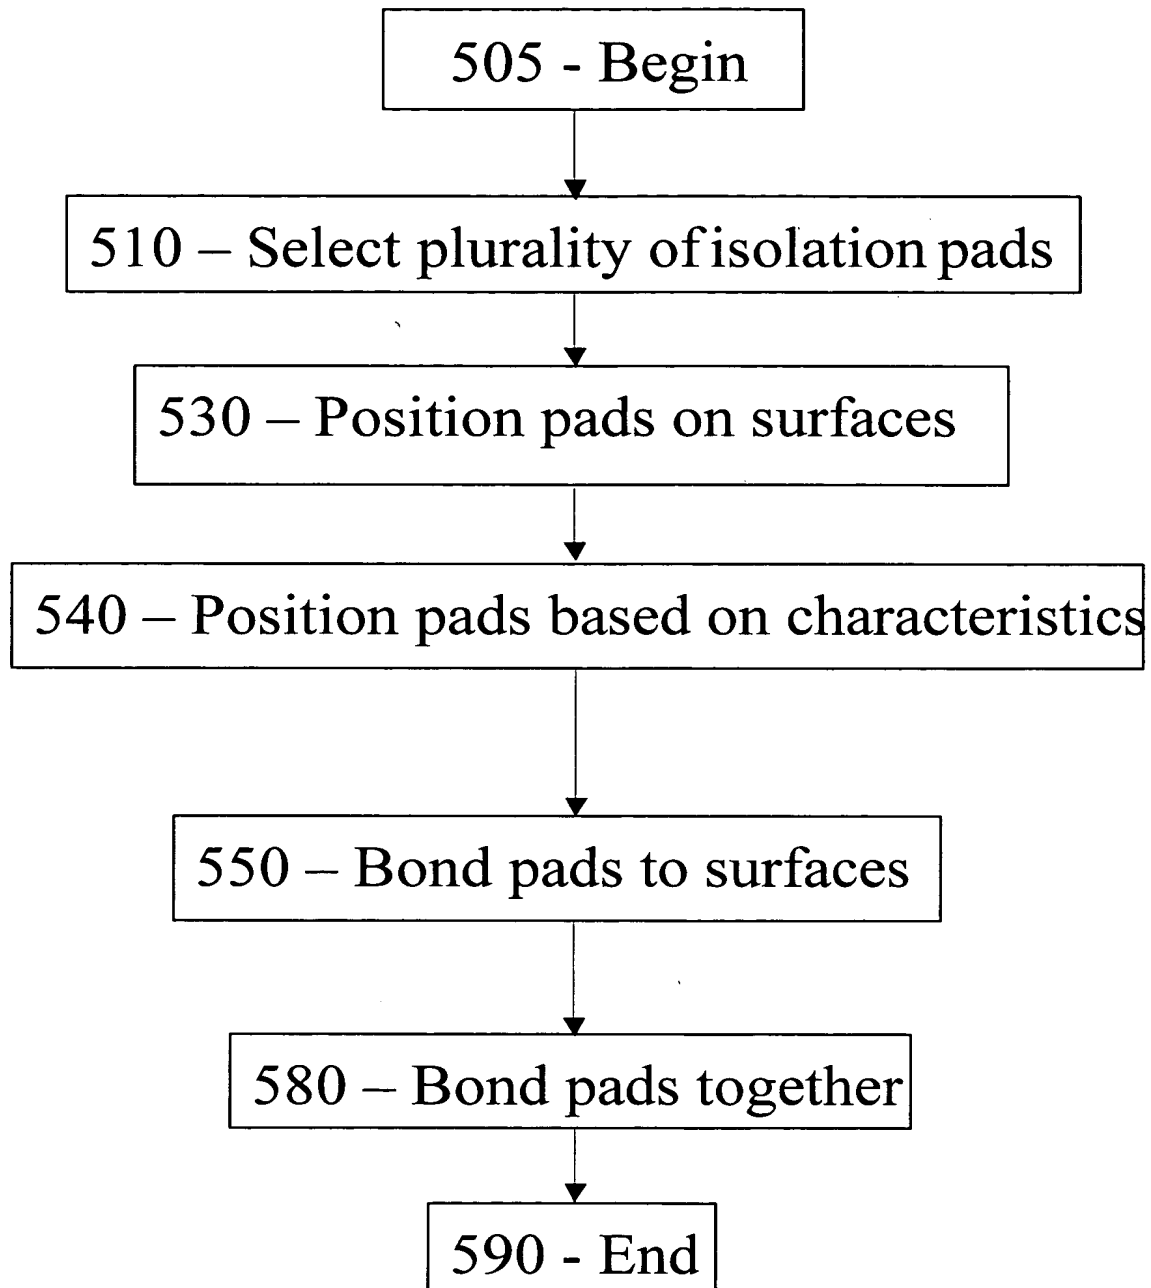 505 - Begin
510 – Select plurality of isolation pads
530 – Position pads on surfaces
540 – Position pads based on characteristics
550 – Bond pads to surfaces
580 – Bond pads together
590 - End